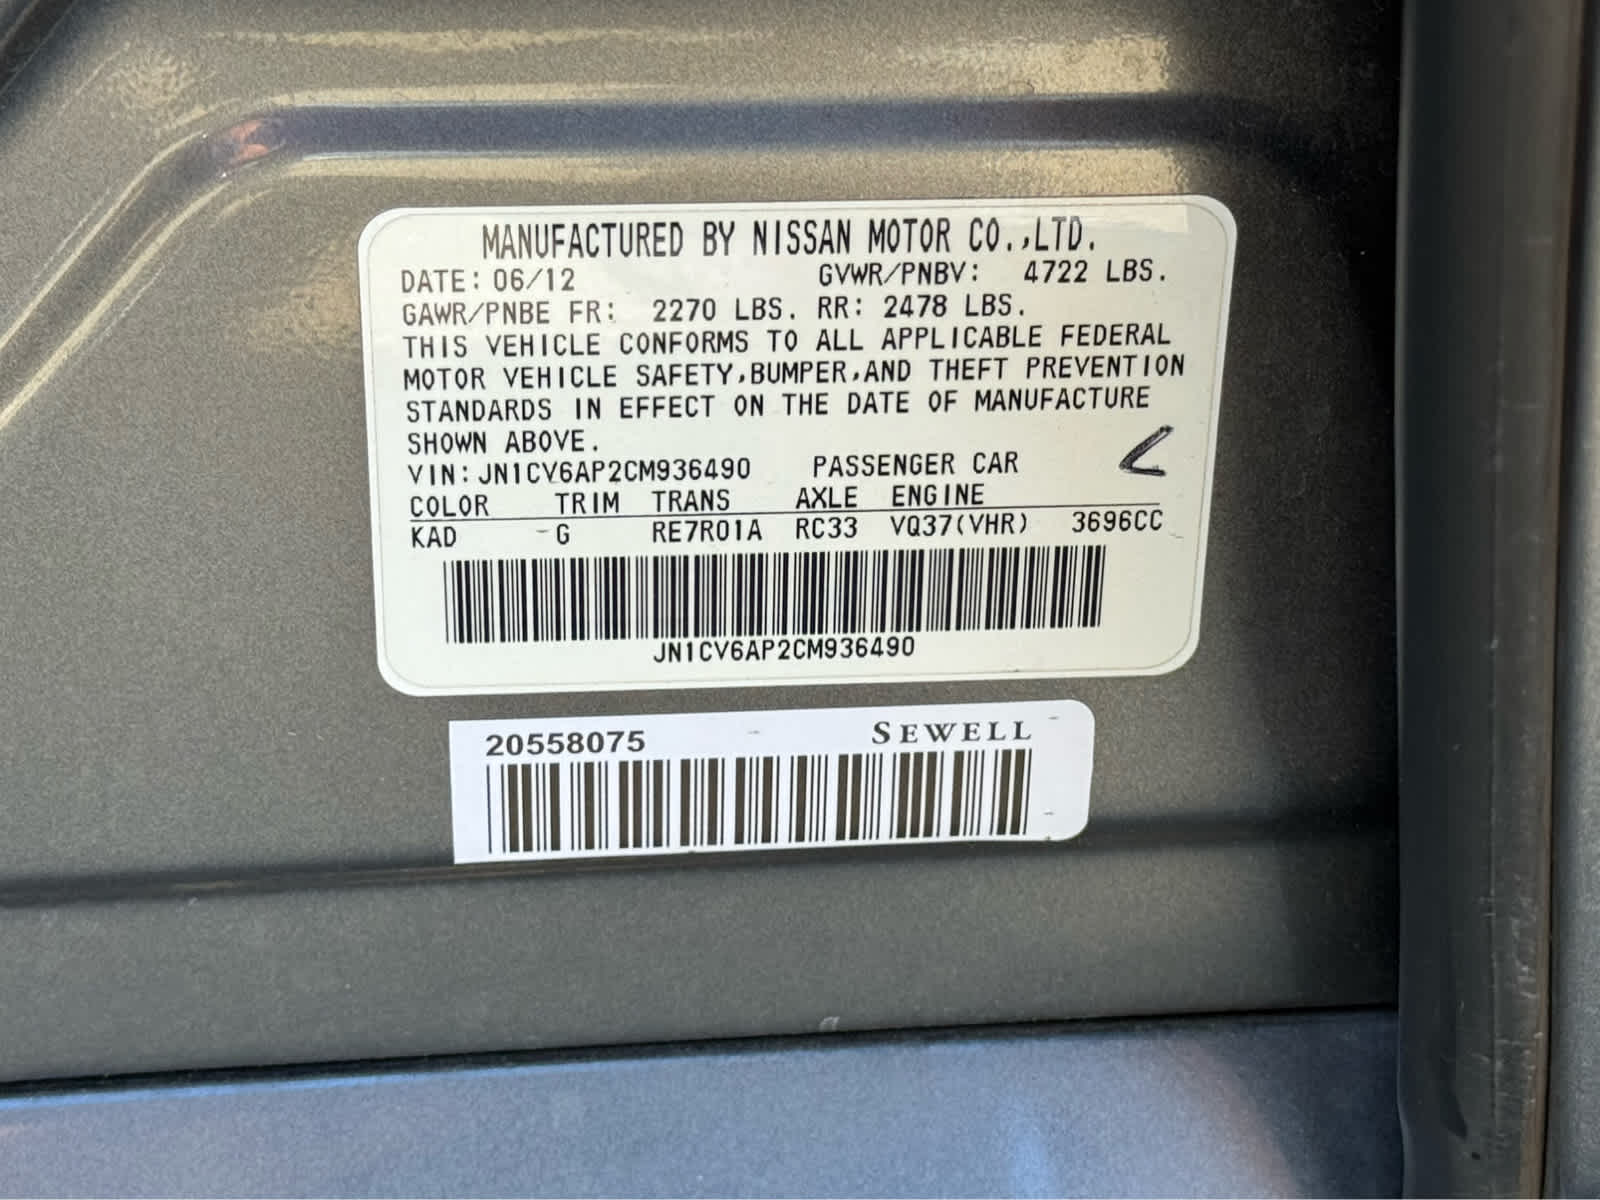 MANUFACTURED BY NISSAN MOTOR CO.,LTD.
DATE: 06/12 GVWR/PNBV: 4722 LBS.
GAWR/PNBE FR: 2270 LBS. RR: 2478 LBS.
THIS VEHICLE CONFORMS TO ALL APPLICABLE FEDERAL
MOTOR VEHICLE SAFETY,BUMPER,AND THEFT PREVENTION
STANDARDS IN EFFECT ON THE DATE OF MANUFACTURE
SHOWN ABOVE.
VIN: JN1CV6AP2CM936490 PASSENGER CAR
COLOR TRIM TRANS AXLE ENGINE
KAD G RE7R01A RC33 VQ37(VHR) 3696CC
JN1CV6AP2CM936490
20558075 SEWELL